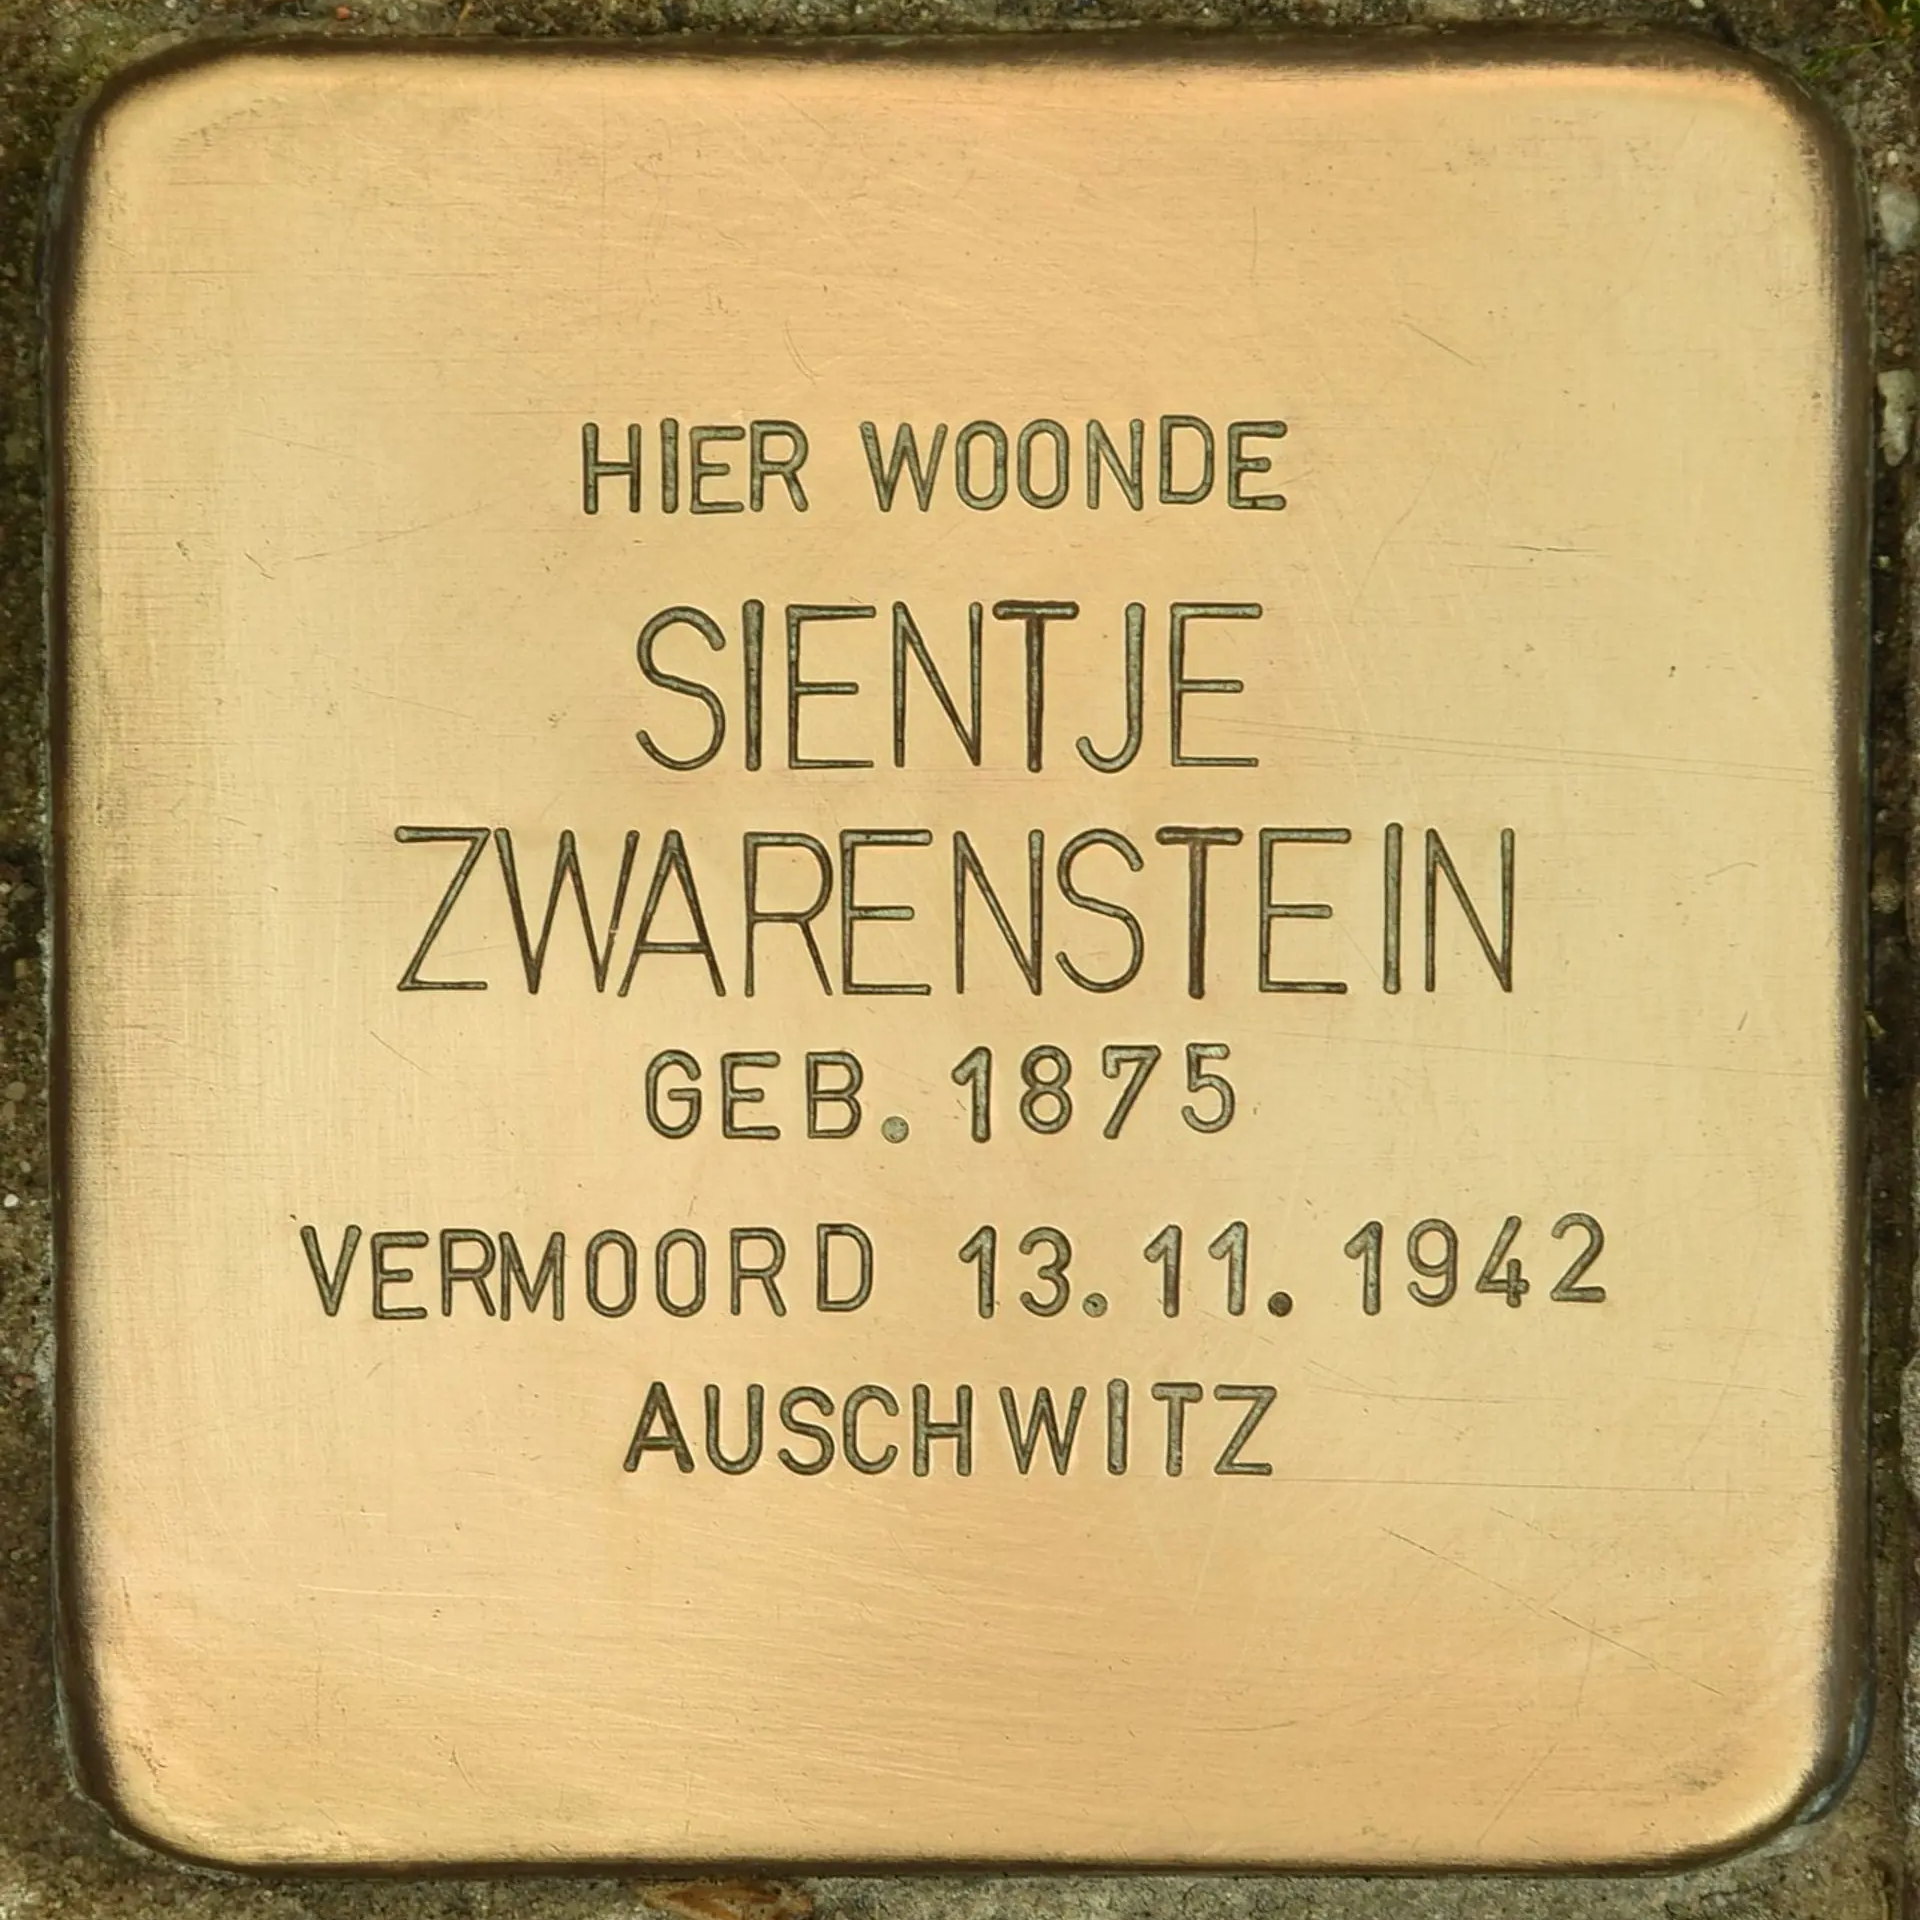 HIER WOONDE
SIENTJE
ZWARENSTEIN
GEB. 1875
VERMOORD 13.11.1942
AUSCHWITZ